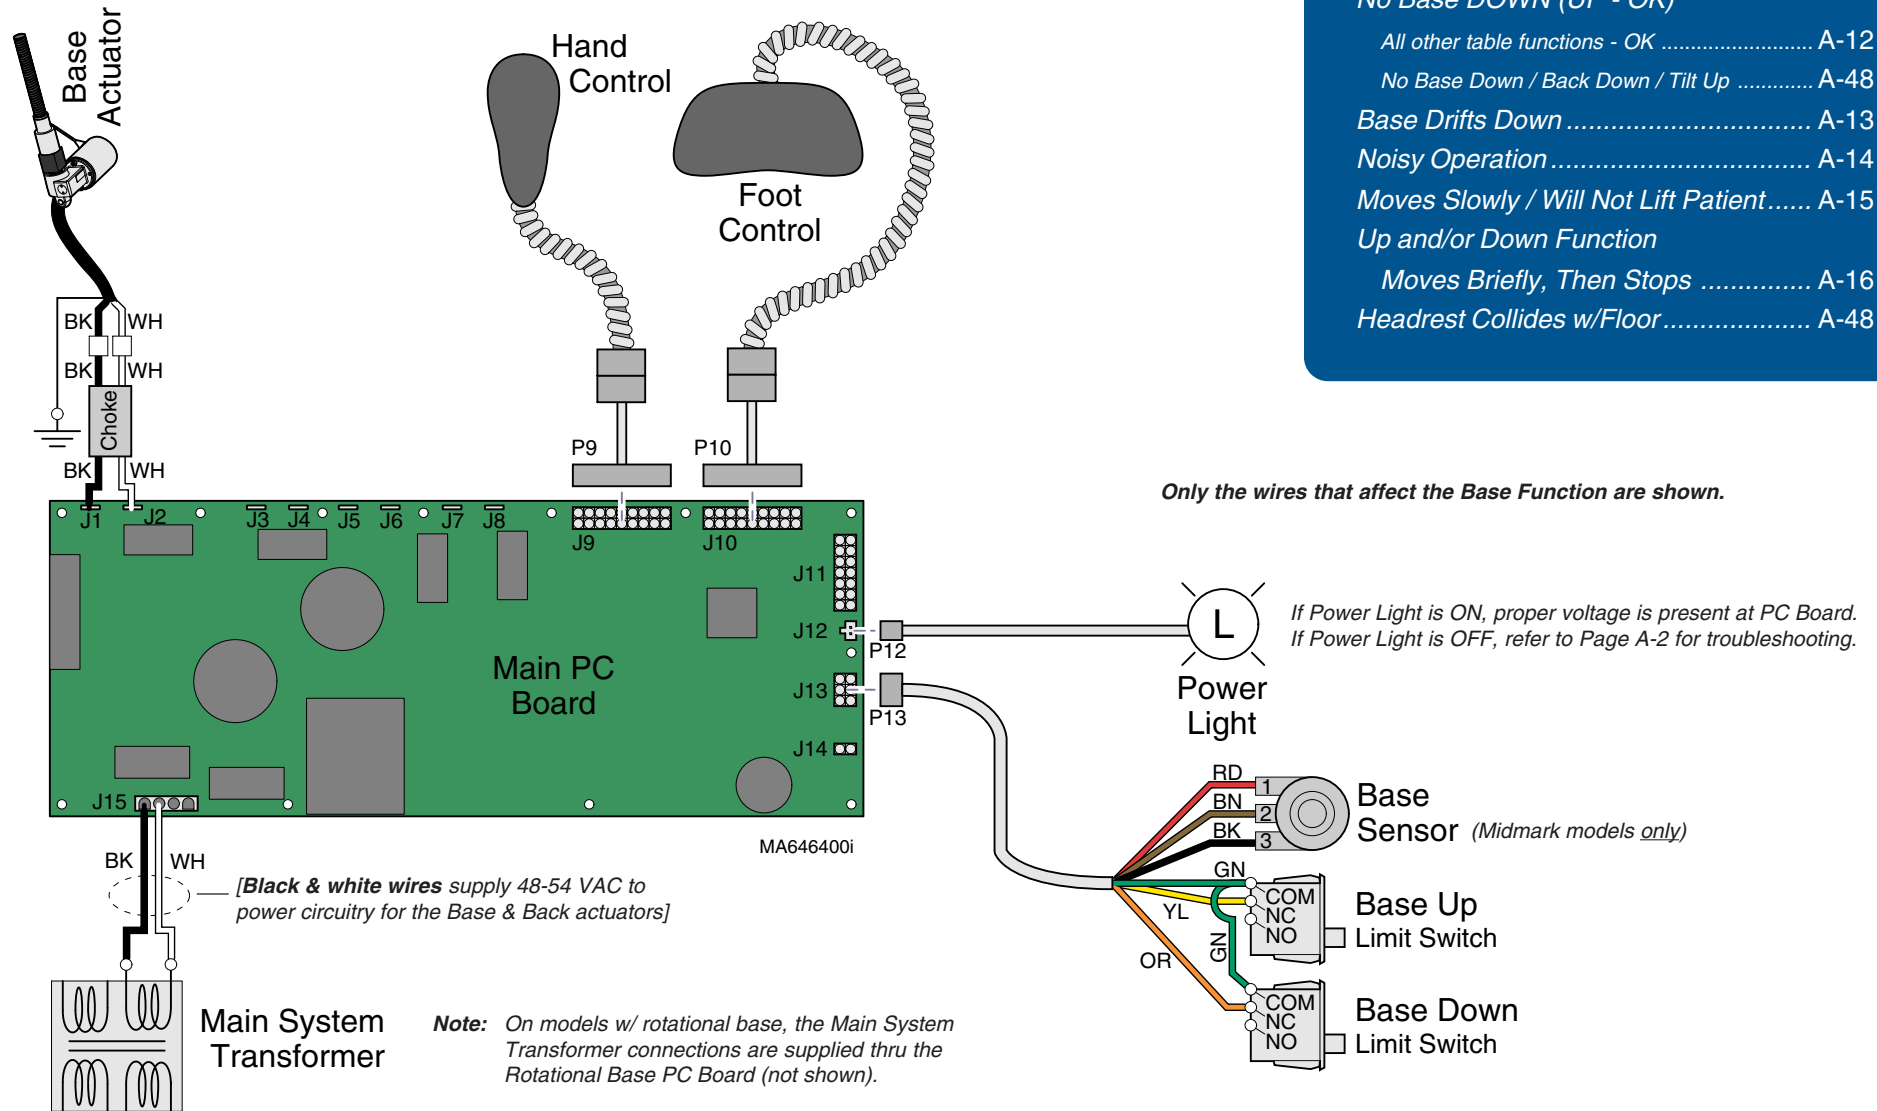 No Base DOWN (UP - OK)
All other table functions - OK .......................... A-12
No Base Down / Back Down / Tilt Up ............. A-48
Base Drifts Down ................................. A-13
Noisy Operation ................................... A-14
Moves Slowly / Will Not Lift Patient...... A-15
Up and/or Down Function
Moves Briefly, Then Stops ............... A-16
Headrest Collides w/Floor.................... A-48
Base
Actuator
Hand
Control
Foot
Control
BK
WH
BK
WH
Choke
BK
WH
P9
P10
Only the wires that affect the Base Function are shown.
J1
J2
J3
J4
J5
J6
J7
J8
J9
J10
J11
J12
P12
L
Power
Light
If Power Light is ON, proper voltage is present at PC Board.
If Power Light is OFF, refer to Page A-2 for troubleshooting.
Main PC
Board
J13
P13
J14
J15
MA646400i
RD
BN
BK
1
2
3
Base
Sensor (Midmark models only)
GN
YL
GN
OR
COM
NC
NO
Base Up
Limit Switch
COM
NC
NO
Base Down
Limit Switch
BK
WH
[Black & white wires supply 48-54 VAC to
power circuitry for the Base & Back actuators]
Main System
Transformer
Note: On models w/ rotational base, the Main System
Transformer connections are supplied thru the
Rotational Base PC Board (not shown).